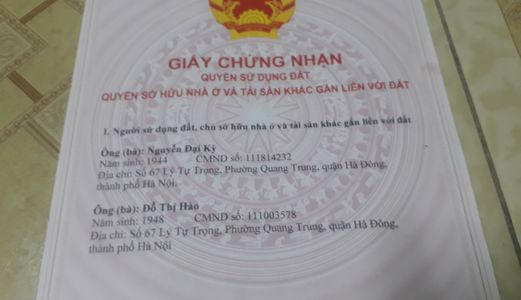 GIẤY CHỨNG NHẬN
QUYỀN SỬ DỤNG ĐẤT
QUYỀN SỞ HỮU NHÀ Ở VÀ TÀI SẢN KHÁC GẮN LIỀN VỚI ĐẤT
I. Người sử dụng đất, chủ sở hữu nhà ở và tài sản khác gắn liền với đất
Ông (bà): Nguyễn Đại Kỳ
Năm sinh: 1944 CMND số: 111814232
Địa chỉ: Số 67 Lý Tự Trọng, Phường Quang Trung, quận Hà Đông,
thành phố Hà Nội.
Ông (bà): Đỗ Thị Hảo
Năm sinh: 1948 CMND số: 111003578
Địa chỉ: Số 67 Lý Tự Trọng, Phường Quang Trung, quận Hà Đông,
thành phố Hà Nội